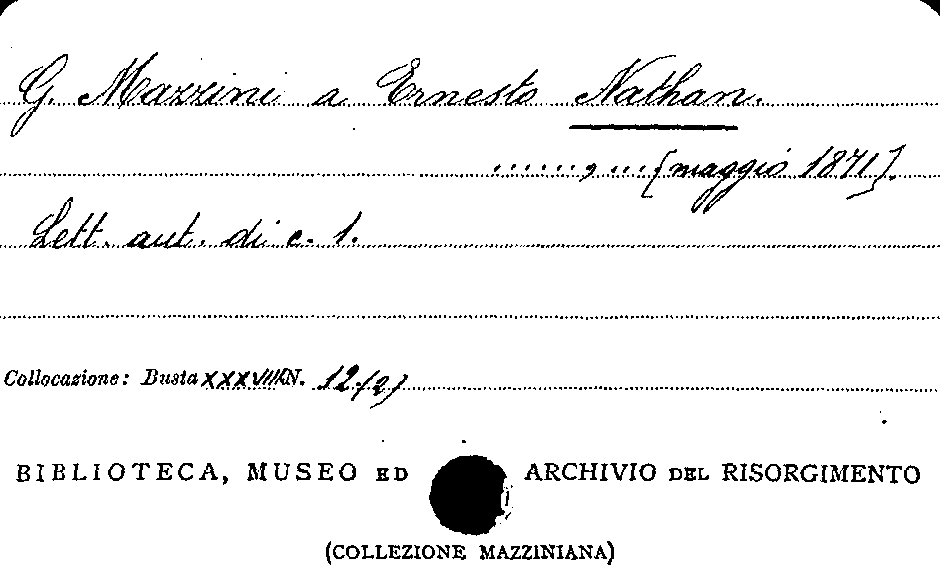 G. Mazzini a Ernesto Nathan.
......, ... [maggio 1871].
Lett. aut. di c. 1.
Collocazione: Busta XXXVIII N. 12 (2)
BIBLIOTECA, MUSEO ED ARCHIVIO DEL RISORGIMENTO
(COLLEZIONE MAZZINIANA)